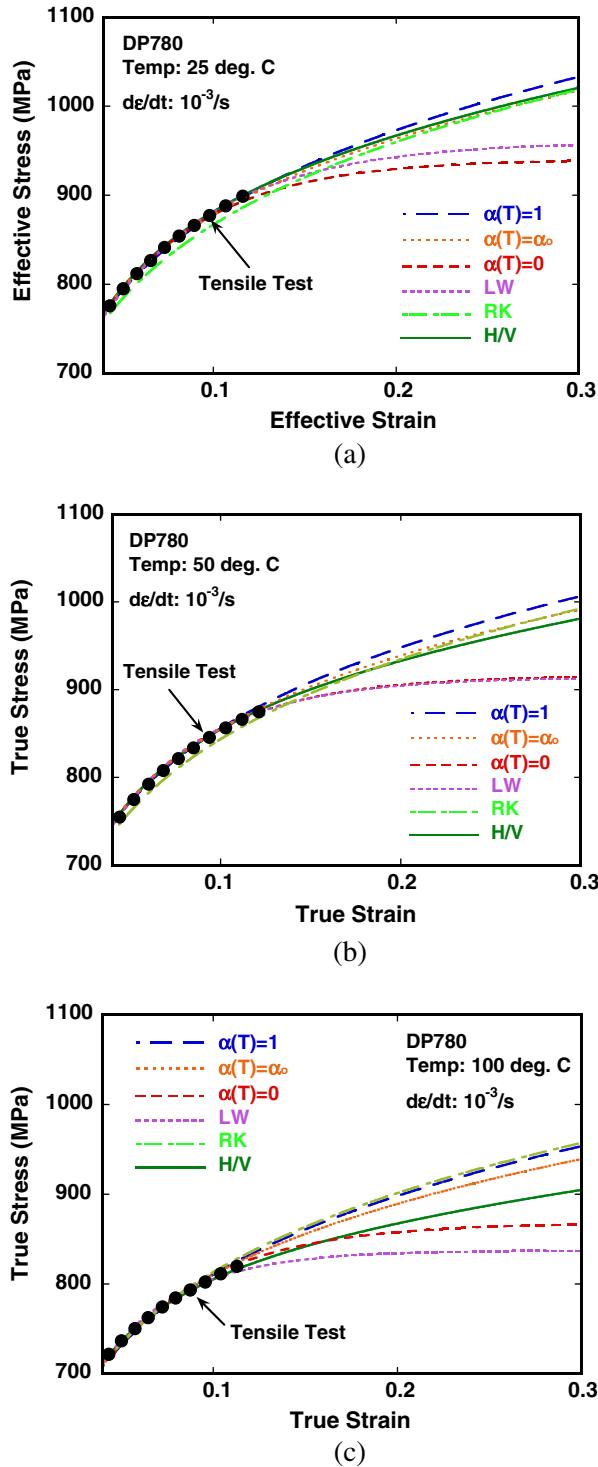 DP780
Temp: 25 deg. C
dε/dt: 10⁻³/s
1100
1000
900
800
700
Effective Stress (MPa)
Tensile Test
α(T)=1
α(T)=αo
α(T)=0
LW
RK
H/V
0.1
0.2
0.3
Effective Strain
(a)
DP780
Temp: 50 deg. C
dε/dt: 10⁻³/s
1100
1000
900
800
700
True Stress (MPa)
Tensile Test
α(T)=1
α(T)=αo
α(T)=0
LW
RK
H/V
0.1
0.2
0.3
True Strain
(b)
1100
1000
900
800
700
True Stress (MPa)
α(T)=1
α(T)=αo
α(T)=0
LW
RK
H/V
DP780
Temp: 100 deg. C
dε/dt: 10⁻³/s
Tensile Test
0.1
0.2
0.3
True Strain
(c)